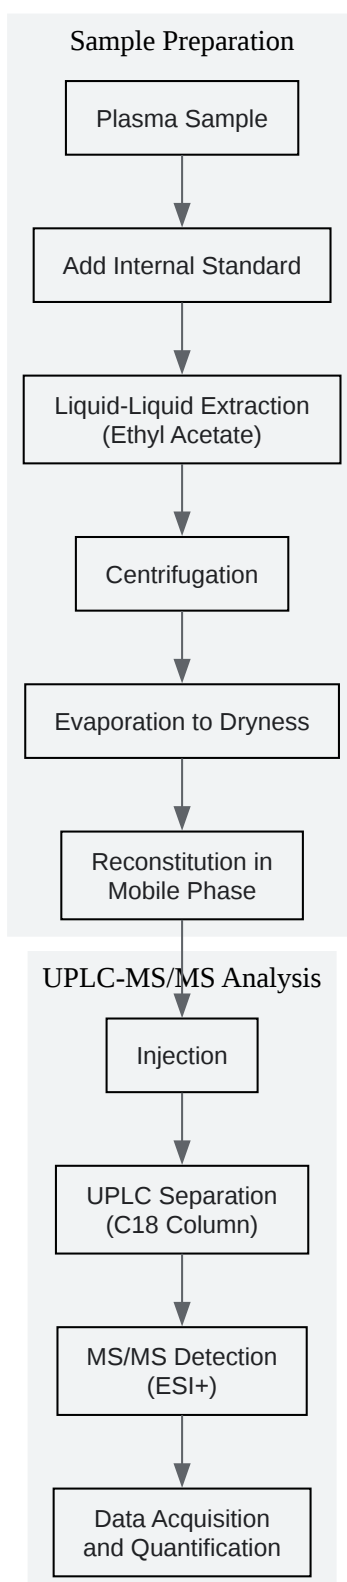 Sample Preparation
Plasma Sample
Add Internal Standard
Liquid-Liquid Extraction
(Ethyl Acetate)
Centrifugation
Evaporation to Dryness
Reconstitution in
Mobile Phase
UPLC-MS/MS Analysis
Injection
UPLC Separation
(C18 Column)
MS/MS Detection
(ESI+)
Data Acquisition
and Quantification